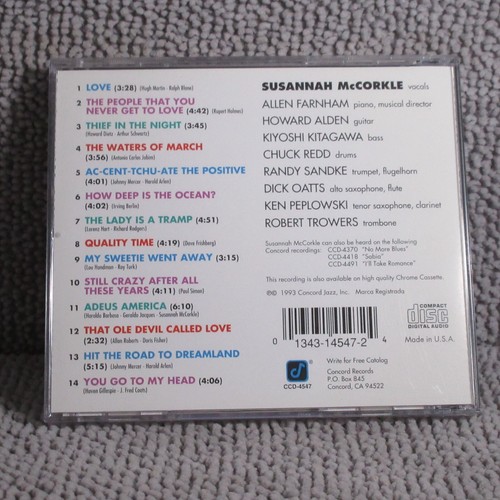 1 LOVE (3:28) (Hugh Martin - Ralph Blane)
2 THE PEOPLE THAT YOU
NEVER GET TO LOVE (4:42) (Rupert Holmes)
3 THIEF IN THE NIGHT (3:45)
(Howard Dietz - Arthur Schwartz)
4 THE WATERS OF MARCH
(3:56) (Antonio Carlos Jobim)
5 AC-CENT-TCHU-ATE THE POSITIVE
(4:01) (Johnny Mercer - Harold Arlen)
6 HOW DEEP IS THE OCEAN?
(4:02) (Irving Berlin)
7 THE LADY IS A TRAMP (4:51)
(Lorenz Hart - Richard Rodgers)
8 QUALITY TIME (4:19) (Dave Frishberg)
9 MY SWEETIE WENT AWAY (3:15)
(Lou Handman - Roy Turk)
10 STILL CRAZY AFTER ALL
THESE YEARS (4:11) (Paul Simon)
11 ADEUS AMERICA (6:10)
(Haroldo Barbosa - Geraldo Jacques - Susannah McCorkle)
12 THAT OLE DEVIL CALLED LOVE
(2:32) (Allan Roberts - Doris Fisher)
13 HIT THE ROAD TO DREAMLAND
(5:15) (Johnny Mercer - Harold Arlen)
14 YOU GO TO MY HEAD (4:06)
(Haven Gillespie - J. Fred Coots)
SUSANNAH McCORKLE vocals
ALLEN FARNHAM piano, musical director
HOWARD ALDEN guitar
KIYOSHI KITAGAWA bass
CHUCK REDD drums
RANDY SANDKE trumpet, flugelhorn
DICK OATTS alto saxophone, flute
KEN PEPLOWSKI tenor saxophone, clarinet
ROBERT TROWERS trombone
Susannah McCorkle can also be heard on the following
Concord recordings: CCD-4370 "No More Blues"
CCD-4418 "Sabia"
CCD-4491 "I'll Take Romance"
This recording is also available on high quality Chrome Cassette.
©℗ 1993 Concord Jazz, Inc. Marca Registrada
COMPACT
disc
DIGITAL AUDIO
0 13431-4547-2 4
Made in U.S.A.
CCD-4547
Write for Free Catalog
Concord Records
P.O. Box 845
Concord, CA 94522